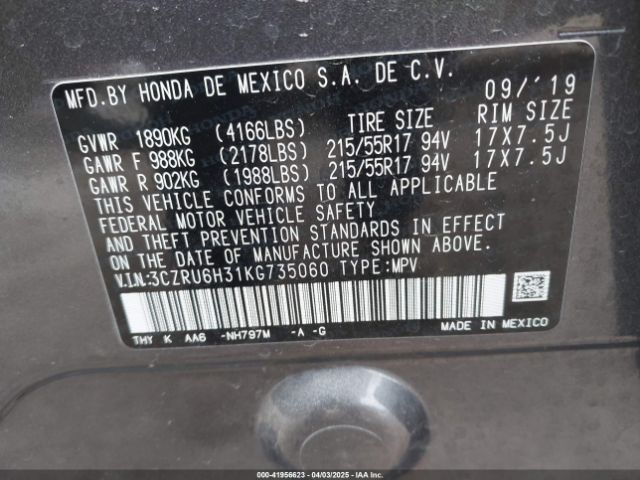 MFD.BY HONDA DE MEXICO S.A. DE C.V. 09/'19
GVWR 1890KG (4166LBS) TIRE SIZE RIM SIZE
GAWR F 988KG (2178LBS) 215/55R17 94V 17X7.5J
GAWR R 902KG (1988LBS) 215/55R17 94V 17X7.5J
THIS VEHICLE CONFORMS TO ALL APPLICABLE
FEDERAL MOTOR VEHICLE SAFETY
AND THEFT PREVENTION STANDARDS IN EFFECT
ON THE DATE OF MANUFACTURE SHOWN ABOVE.
V.I.N.:3CZRU6H31KG735060 TYPE:MPV
THY K AA6 -NH797M -A -G MADE IN MEXICO
000-41956623 - 04/03/2025 - IAAI.COM